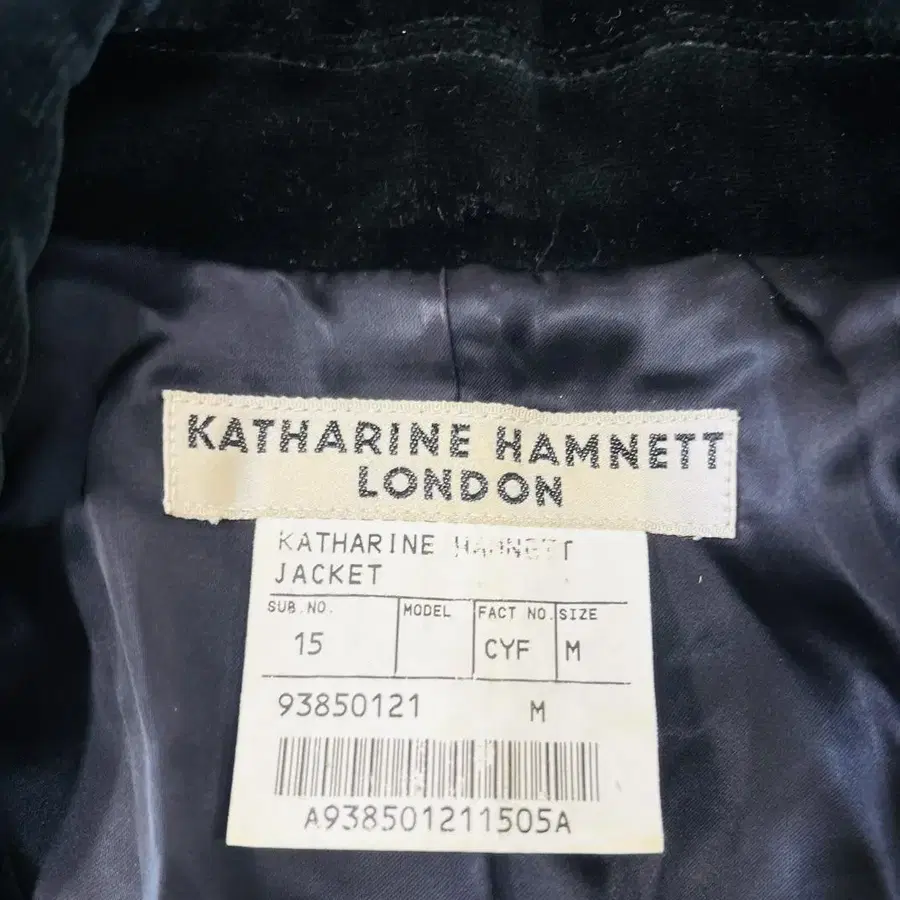 KATHARINE HAMNETT
LONDON
KATHARINE HAMNETT
JACKET
SUB.NO. MODEL FACT NO. SIZE
15 CYF M
93850121 M
A938501211505A